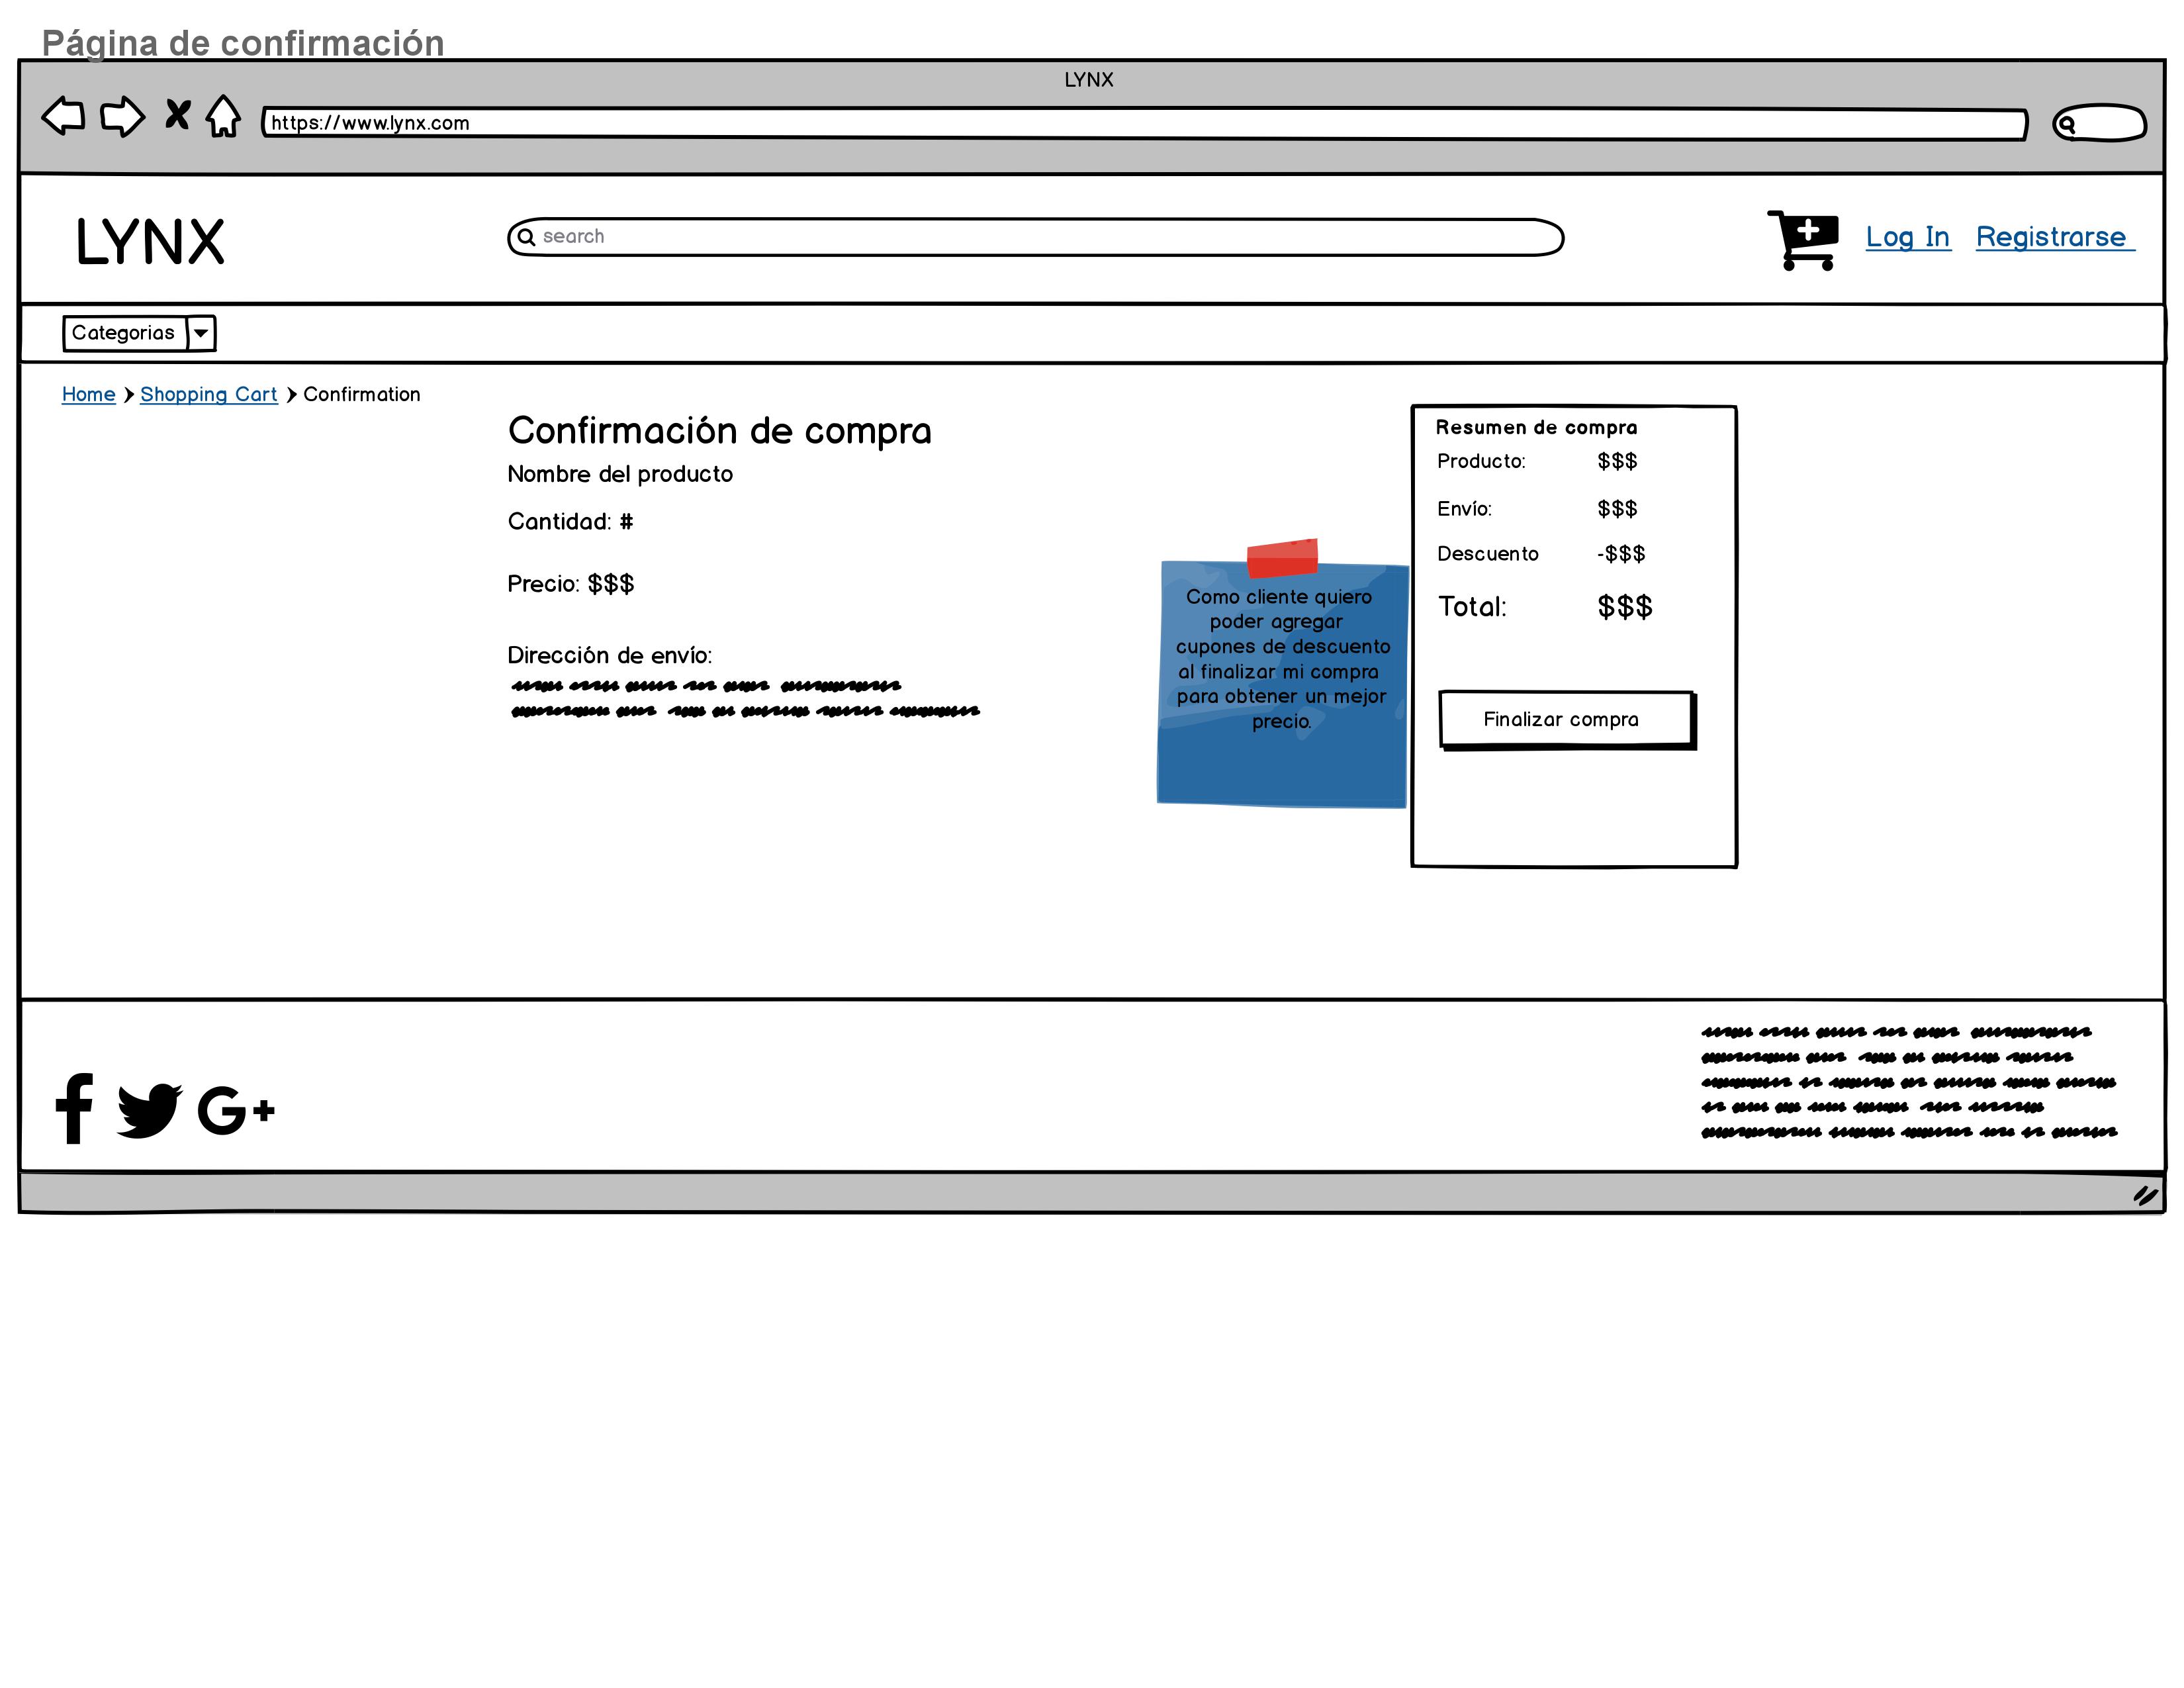 Página de confirmación
LYNX
https://www.lynx.com
LYNX
search
Log In Registrarse
Categorias
Home Shopping Cart Confirmation
Confirmación de compra
Nombre del producto
Cantidad: #
Precio: $$$
Dirección de envío:
Como cliente quiero
poder agregar
cupones de descuento
al finalizar mi compra
para obtener un mejor
precio.
Resumen de compra
Producto: $$$
Envío: $$$
Descuento -$$$
Total: $$$
Finalizar compra
G+